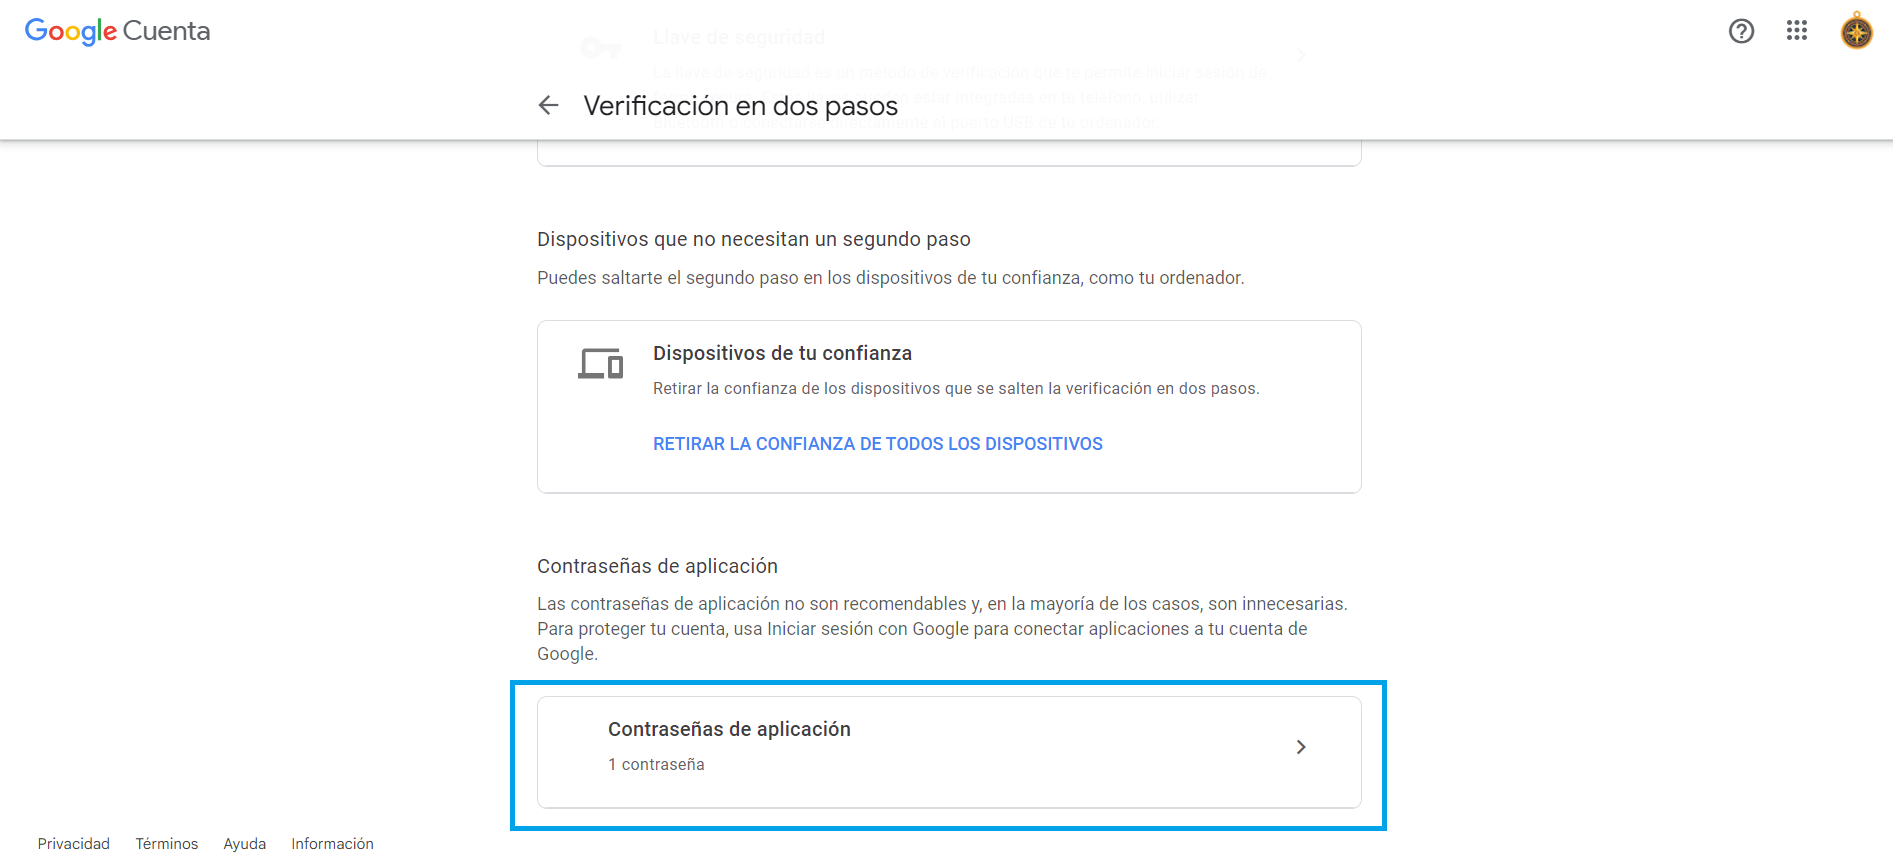 Google Cuenta
Llave de seguridad
La llave de seguridad es un método de verificación que te permite iniciar sesión de
estar integradas en tu teléfono, utilizar
Bluetooth o conectarse directamente al puerto USB de tu ordenador.
Verificación en dos pasos
Dispositivos que no necesitan un segundo paso
Puedes saltarte el segundo paso en los dispositivos de tu confianza, como tu ordenador.
Dispositivos de tu confianza
Retirar la confianza de los dispositivos que se salten la verificación en dos pasos.
RETIRAR LA CONFIANZA DE TODOS LOS DISPOSITIVOS
Contraseñas de aplicación
Las contraseñas de aplicación no son recomendables y, en la mayoría de los casos, son innecesarias.
Para proteger tu cuenta, usa Iniciar sesión con Google para conectar aplicaciones a tu cuenta de
Google.
Contraseñas de aplicación
1 contraseña
Privacidad Términos Ayuda Información